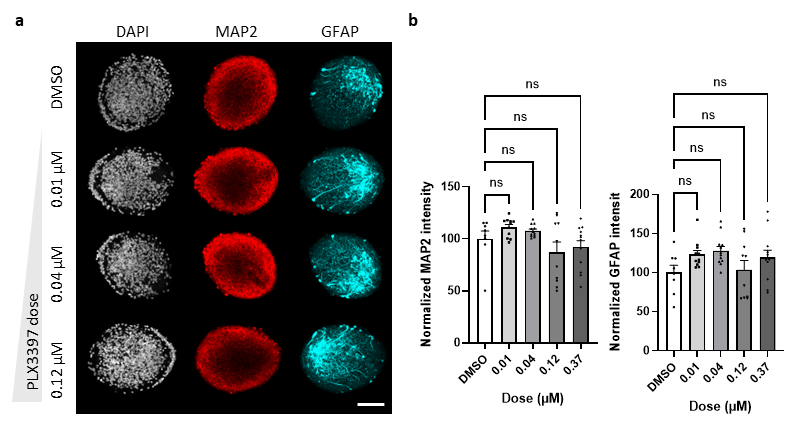 a
DAPI MAP2 GFAP
DMSO
0.01 µM
0.04 µM
0.12 µM
PLX3397 dose
b
ns
ns
ns
ns
150
100
50
0
Normalized MAP2 intensity
DMSO 0.01 0.04 0.12 0.37
Dose (µM)
ns
ns
ns
ns
200
150
100
50
0
Normalized GFAP intensit
DMSO 0.01 0.04 0.12 0.37
Dose (µM)